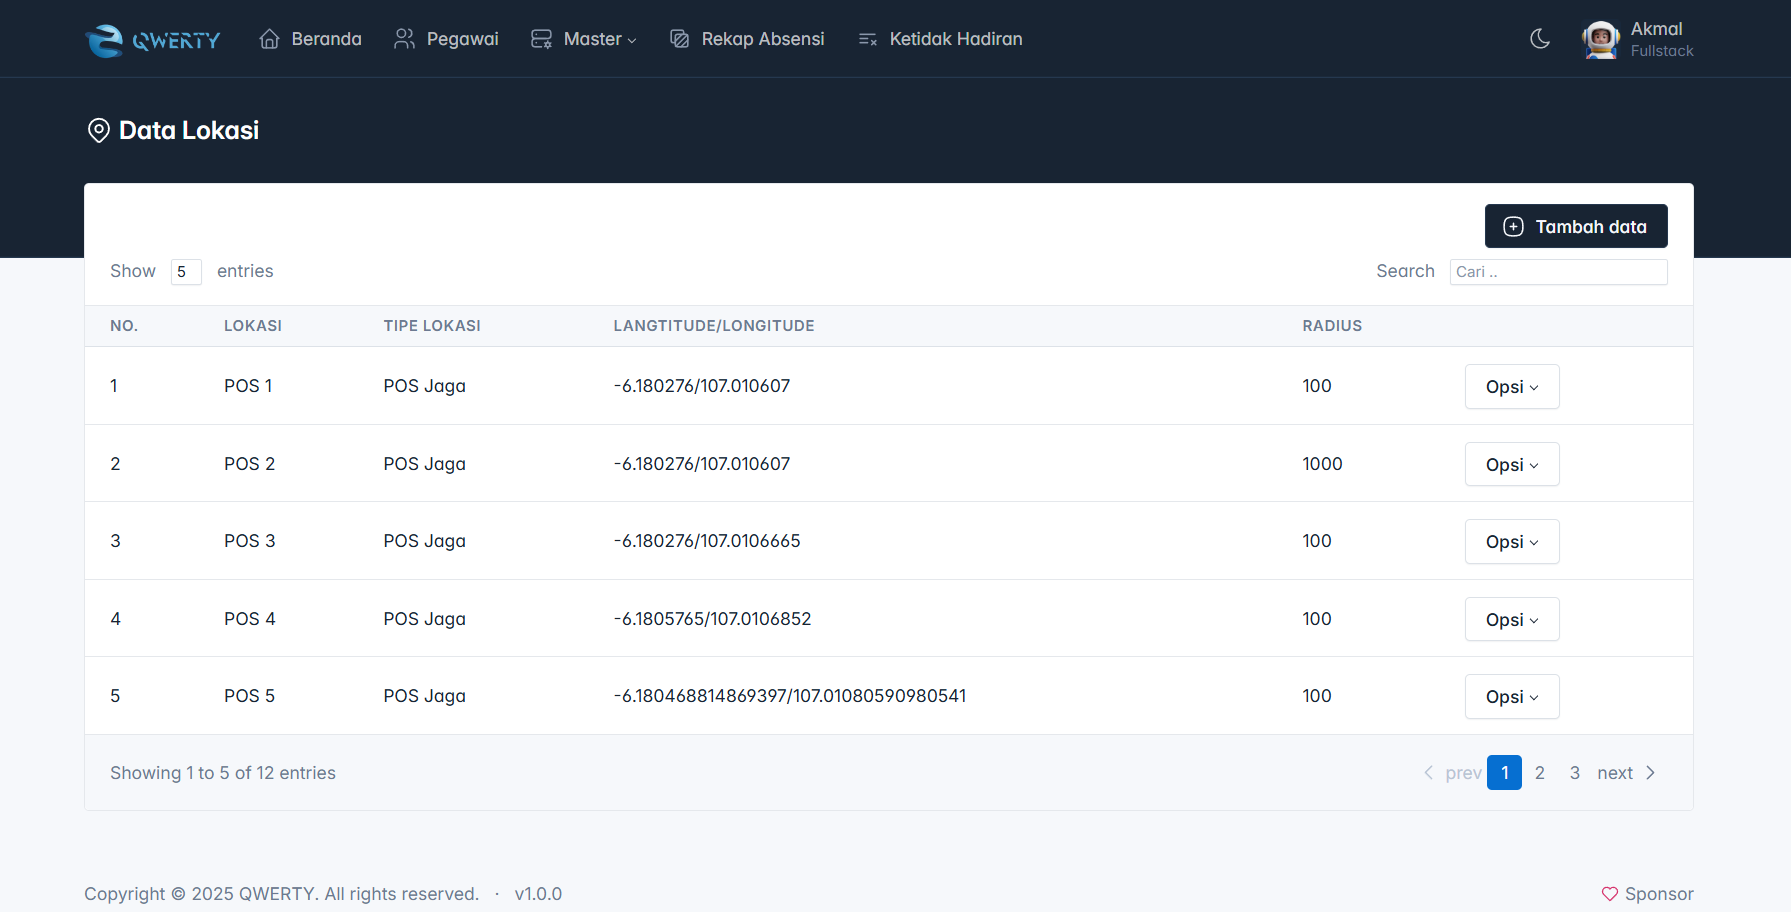 QWERTY Beranda Pegawai Master Rekap Absensi Ketidak Hadiran Akmal
Fullstack
Data Lokasi
Tambah data
Show 5 entries Search Cari ..
NO. LOKASI TIPE LOKASI LANGTITUDE/LONGITUDE RADIUS
1 POS 1 POS Jaga -6.180276/107.010607 100 Opsi
2 POS 2 POS Jaga -6.180276/107.010607 1000 Opsi
3 POS 3 POS Jaga -6.180276/107.0106665 100 Opsi
4 POS 4 POS Jaga -6.1805765/107.0106852 100 Opsi
5 POS 5 POS Jaga -6.180468814869397/107.01080590980541 100 Opsi
Showing 1 to 5 of 12 entries prev 1 2 3 next
Copyright © 2025 QWERTY. All rights reserved. · v1.0.0 Sponsor